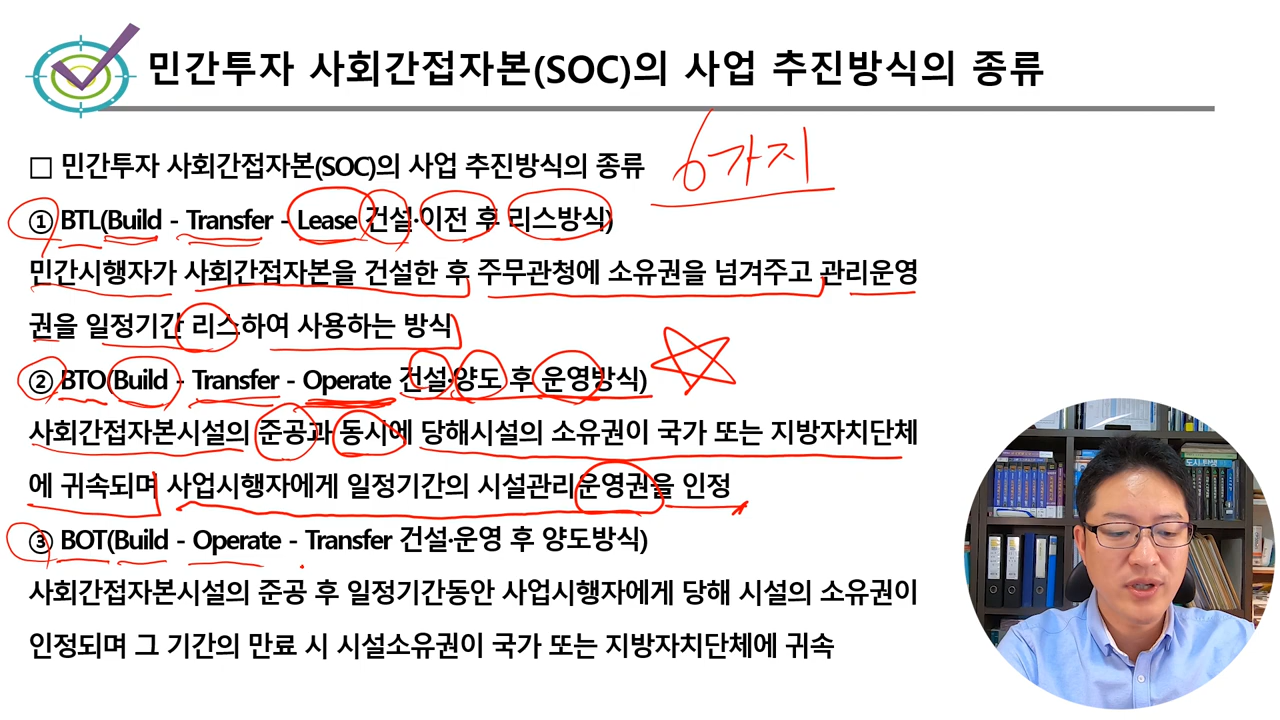 민간투자 사회간접자본(SOC)의 사업 추진방식의 종류
□ 민간투자 사회간접자본(SOC)의 사업 추진방식의 종류
6가지
① BTL(Build - Transfer - Lease 건설·이전 후 리스방식)
민간시행자가 사회간접자본을 건설한 후 주무관청에 소유권을 넘겨주고 관리운영
권을 일정기간 리스하여 사용하는 방식
② BTO(Build - Transfer - Operate 건설·양도 후 운영방식)
사회간접자본시설의 준공과 동시에 당해시설의 소유권이 국가 또는 지방자치단체
에 귀속되며 사업시행자에게 일정기간의 시설관리운영권을 인정
③ BOT(Build - Operate - Transfer 건설·운영 후 양도방식)
사회간접자본시설의 준공 후 일정기간동안 사업시행자에게 당해 시설의 소유권이
인정되며 그 기간의 만료 시 시설소유권이 국가 또는 지방자치단체에 귀속